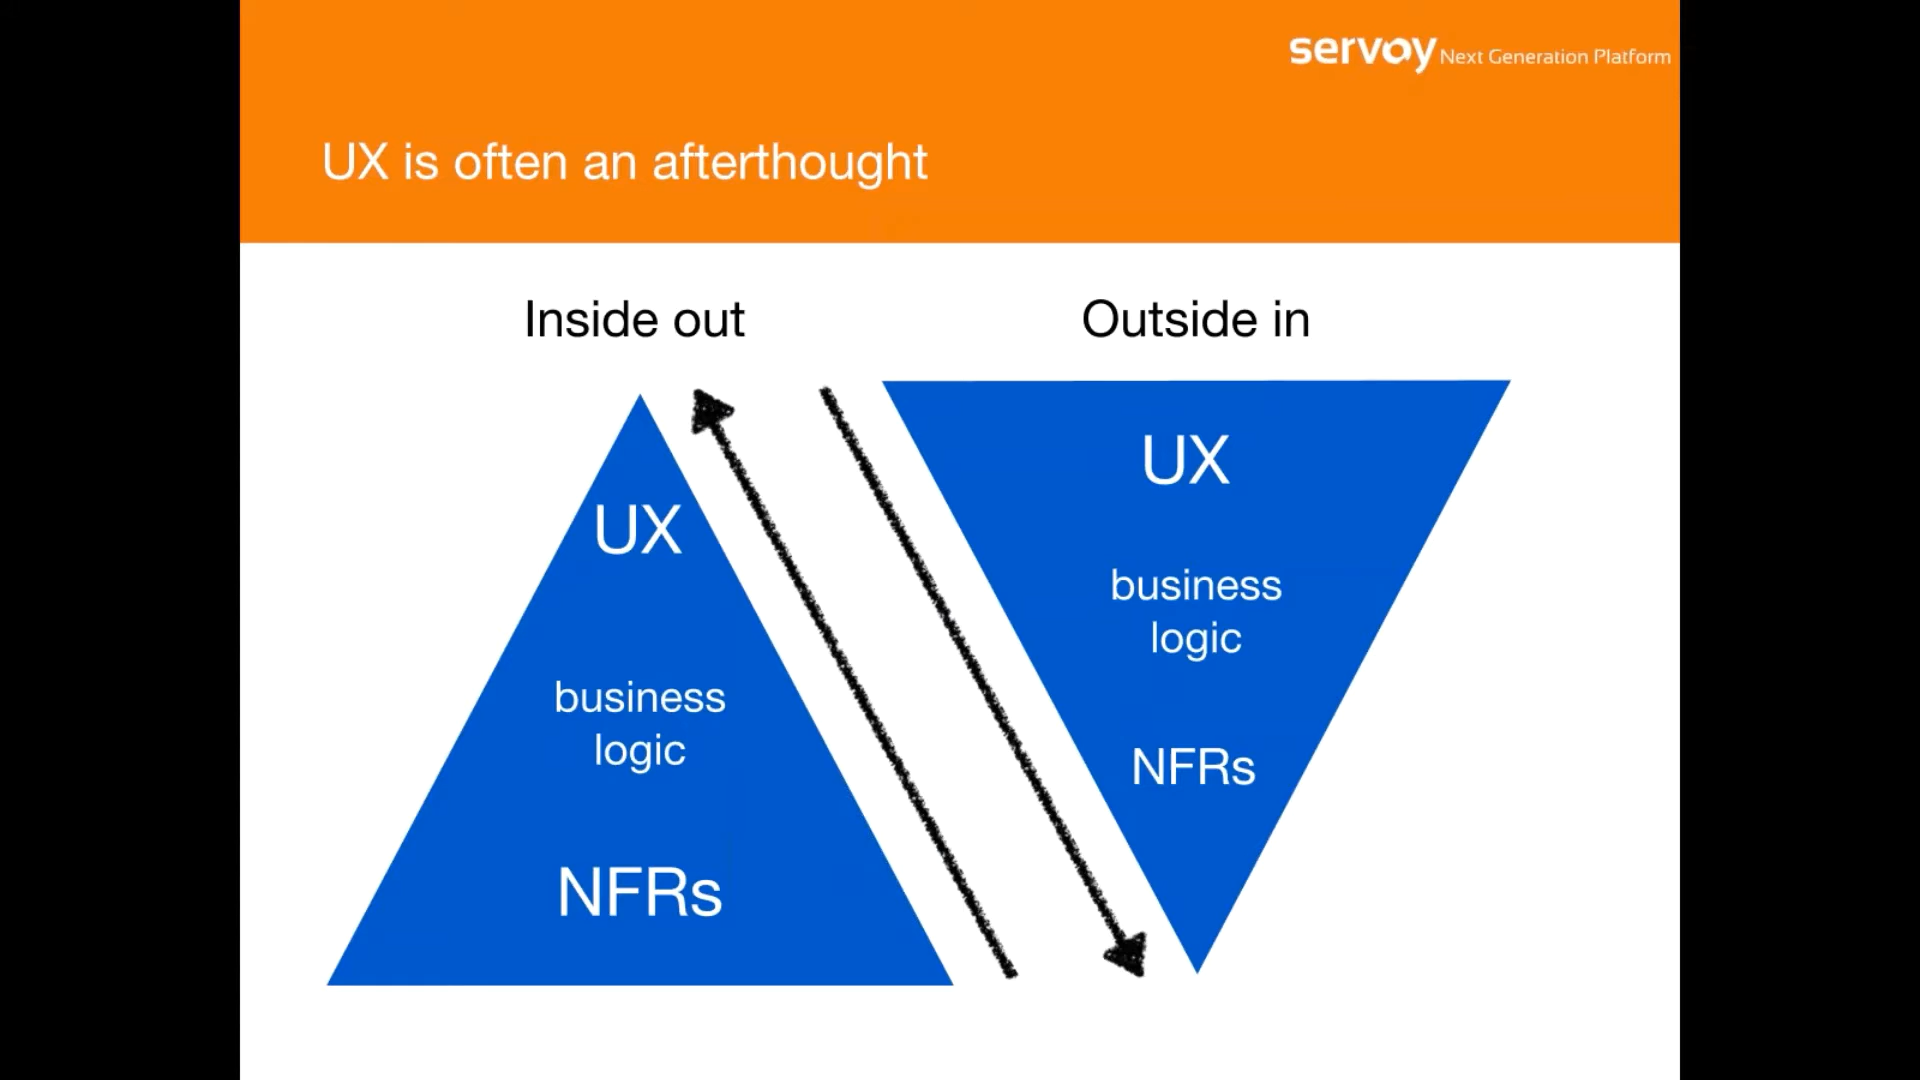 servoy Next Generation Platform
UX is often an afterthought
Inside out
Outside in
UX
business
logic
NFRs
UX
business
logic
NFRs